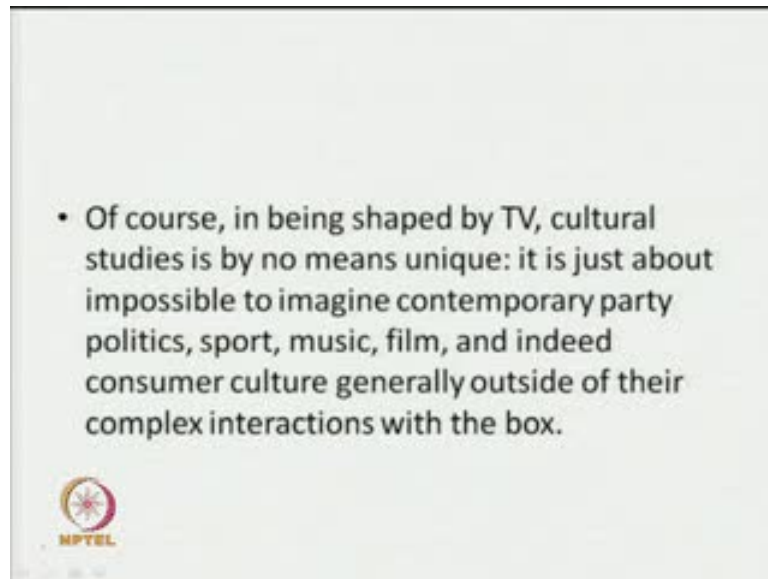 • Of course, in being shaped by TV, cultural
studies is by no means unique: it is just about
impossible to imagine contemporary party
politics, sport, music, film, and indeed
consumer culture generally outside of their
complex interactions with the box.
NPTEL